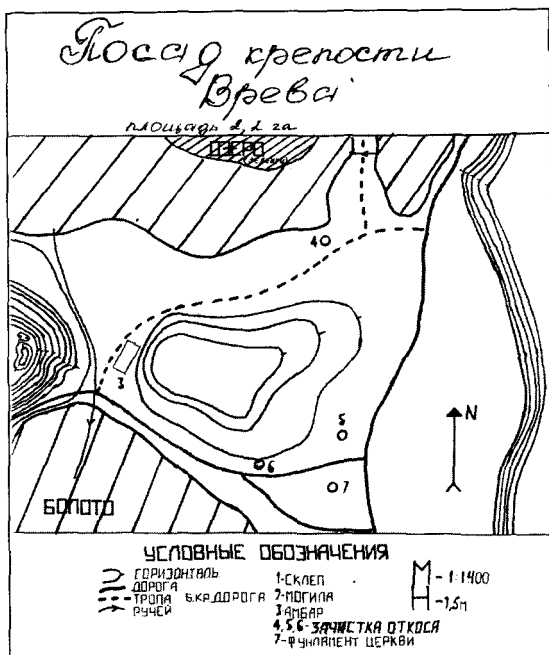 Посад крепости
Врева
площадь 2,2 га
ОЗЕРО
4
3
5
N
6
7
БОЛОТО
УСЛОВНЫЕ ОБОЗНАЧЕНИЯ
ГОРИЗОНТАЛЬ
ДОРОГА
ТРОПА Б.КР.ДОРОГА
РУЧЕЙ
1-СКЛЕП
2-МОГИЛА
3-АМБАР
4,5,6-ЗАЧИСТКА ОТКОСА
7-ФУНДАМЕНТ ЦЕРКВИ
М - 1:1400
Н - 1,5м